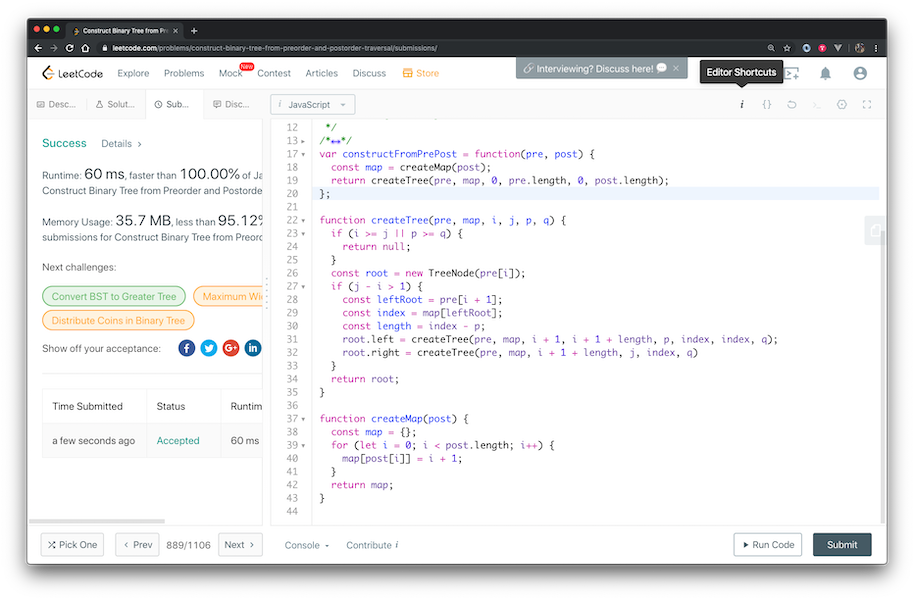 Construct Binary Tree from Pr
leetcode.com/problems/construct-binary-tree-from-preorder-and-postorder-traversal/submissions/
LeetCode Explore Problems Mock New Contest Articles Discuss Store
Interviewing? Discuss here!
Editor Shortcuts
Desc... Solut... Sub... Disc... i JavaScript
Success Details >
Runtime: 60 ms, faster than 100.00% of Ja
Construct Binary Tree from Preorder and Postorde
Memory Usage: 35.7 MB, less than 95.12%
submissions for Construct Binary Tree from Preor
Next challenges:
Convert BST to Greater Tree Maximum Wi
Distribute Coins in Binary Tree
Show off your acceptance:
Time Submitted Status Runtim
a few seconds ago Accepted 60 ms
12 */
13 /*↔*/
17 var constructFromPrePost = function(pre, post) {
18 const map = createMap(post);
19 return createTree(pre, map, 0, pre.length, 0, post.length);
20 };
21
22 function createTree(pre, map, i, j, p, q) {
23 if (i >= j || p >= q) {
24 return null;
25 }
26 const root = new TreeNode(pre[i]);
27 if (j - i > 1) {
28 const leftRoot = pre[i + 1];
29 const index = map[leftRoot];
30 const length = index - p;
31 root.left = createTree(pre, map, i + 1, i + 1 + length, p, index, index, q);
32 root.right = createTree(pre, map, i + 1 + length, j, index, q)
33 }
34 return root;
35 }
36
37 function createMap(post) {
38 const map = {};
39 for (let i = 0; i < post.length; i++) {
40 map[post[i]] = i + 1;
41 }
42 return map;
43 }
44
Pick One < Prev 889/1106 Next > Console Contribute i Run Code Submit